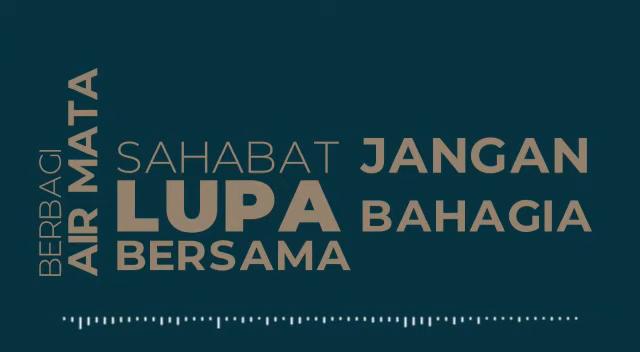 BERBAGI
AIR MATA
SAHABAT
LUPA
BERSAMA
JANGAN
BAHAGIA